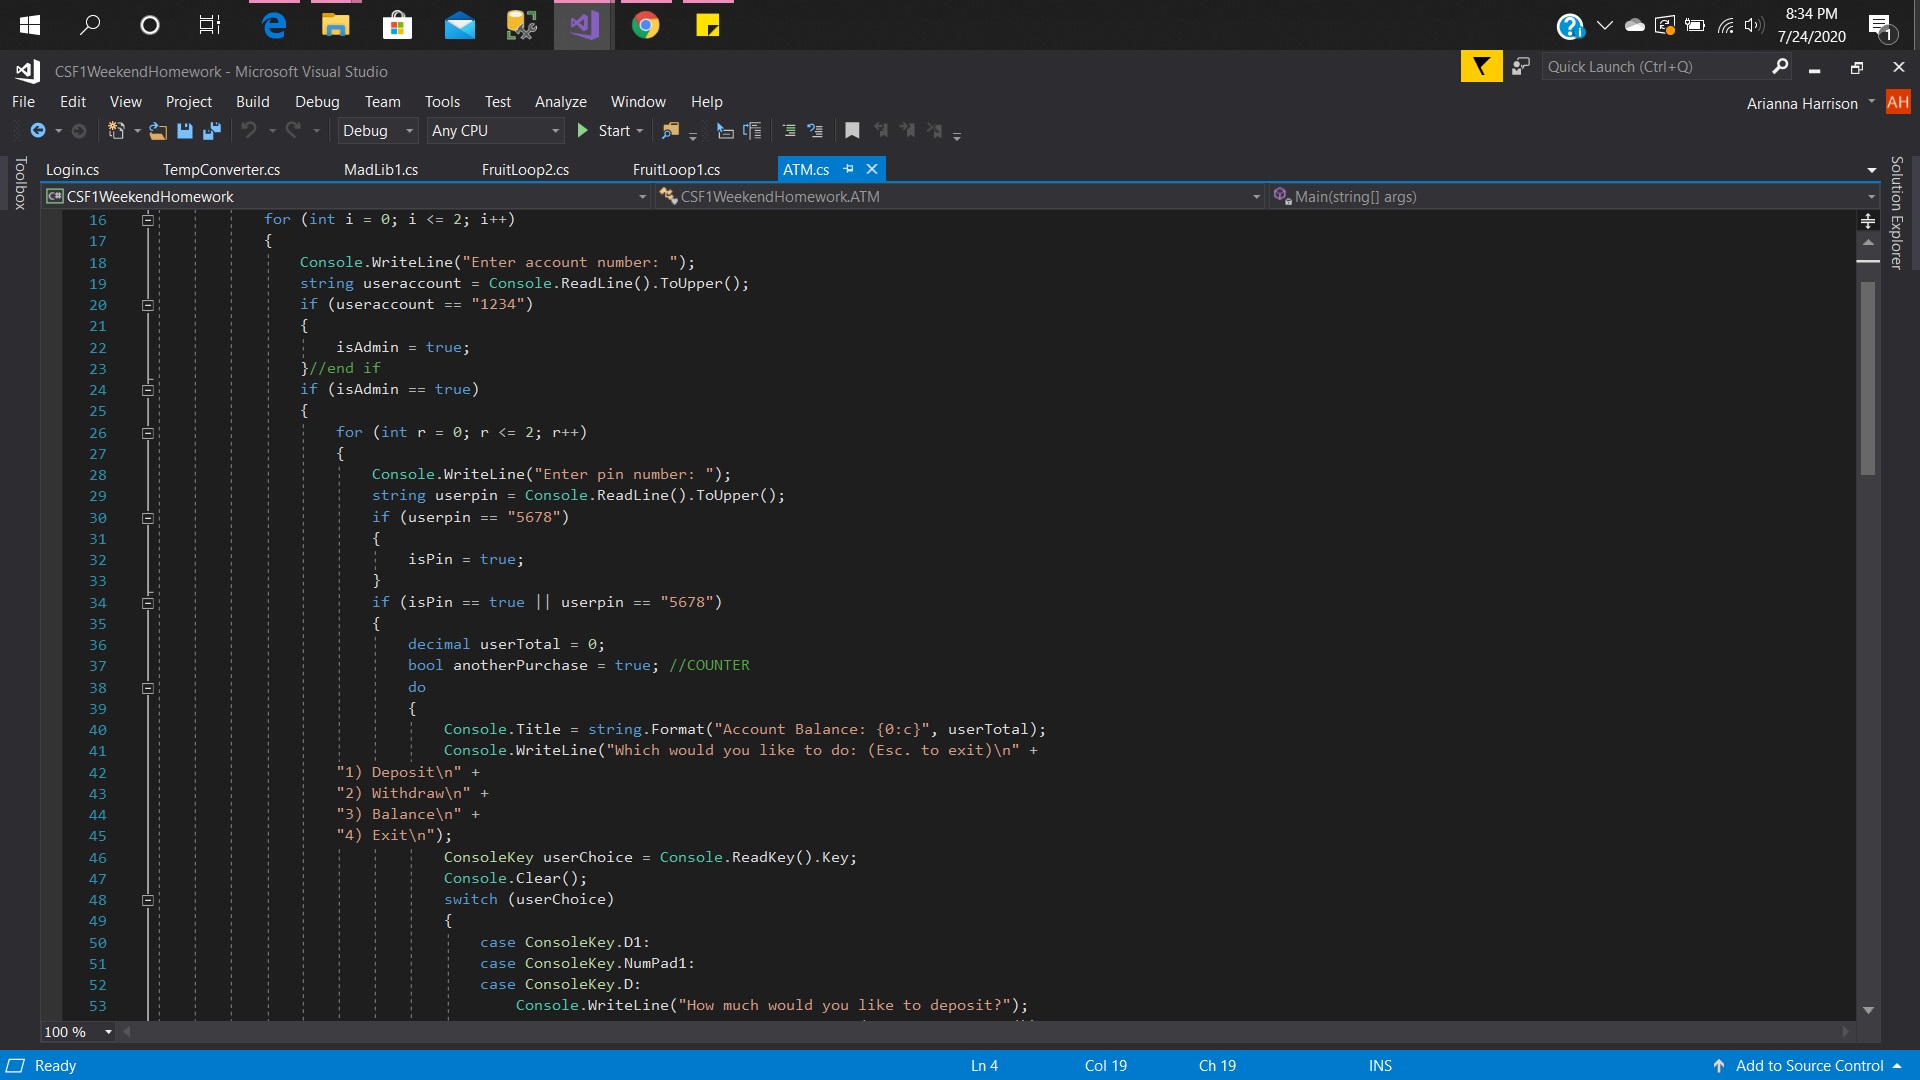 8:34 PM
7/24/2020
1
CSF1WeekendHomework - Microsoft Visual Studio
Quick Launch (Ctrl+Q)
File Edit View Project Build Debug Team Tools Test Analyze Window Help
Arianna Harrison AH
Debug Any CPU Start
Toolbox
Login.cs TempConverter.cs MadLib1.cs FruitLoop2.cs FruitLoop1.cs ATM.cs
Solution Explorer
C# CSF1WeekendHomework CSF1WeekendHomework.ATM Main(string[] args)
16 for (int i = 0; i <= 2; i++)
17 {
18 Console.WriteLine("Enter account number: ");
19 string useraccount = Console.ReadLine().ToUpper();
20 if (useraccount == "1234")
21 {
22 isAdmin = true;
23 }//end if
24 if (isAdmin == true)
25 {
26 for (int r = 0; r <= 2; r++)
27 {
28 Console.WriteLine("Enter pin number: ");
29 string userpin = Console.ReadLine().ToUpper();
30 if (userpin == "5678")
31 {
32 isPin = true;
33 }
34 if (isPin == true || userpin == "5678")
35 {
36 decimal userTotal = 0;
37 bool anotherPurchase = true; //COUNTER
38 do
39 {
40 Console.Title = string.Format("Account Balance: {0:c}", userTotal);
41 Console.WriteLine("Which would you like to do: (Esc. to exit)\n" +
42 "1) Deposit\n" +
43 "2) Withdraw\n" +
44 "3) Balance\n" +
45 "4) Exit\n");
46 ConsoleKey userChoice = Console.ReadKey().Key;
47 Console.Clear();
48 switch (userChoice)
49 {
50 case ConsoleKey.D1:
51 case ConsoleKey.NumPad1:
52 case ConsoleKey.D:
53 Console.WriteLine("How much would you like to deposit?");
100 %
Ready Ln 4 Col 19 Ch 19 INS Add to Source Control